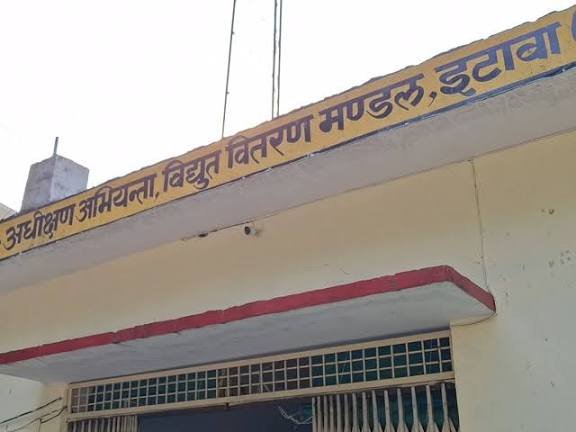 अधीक्षण अभियन्ता, विद्युत वितरण मण्डल, इटावा